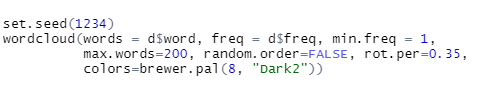 set.seed(1234)
wordcloud(words = d$word, freq = d$freq, min.freq = 1,
          max.words=200, random.order=FALSE, rot.per=0.35,
          colors=brewer.pal(8, "Dark2"))